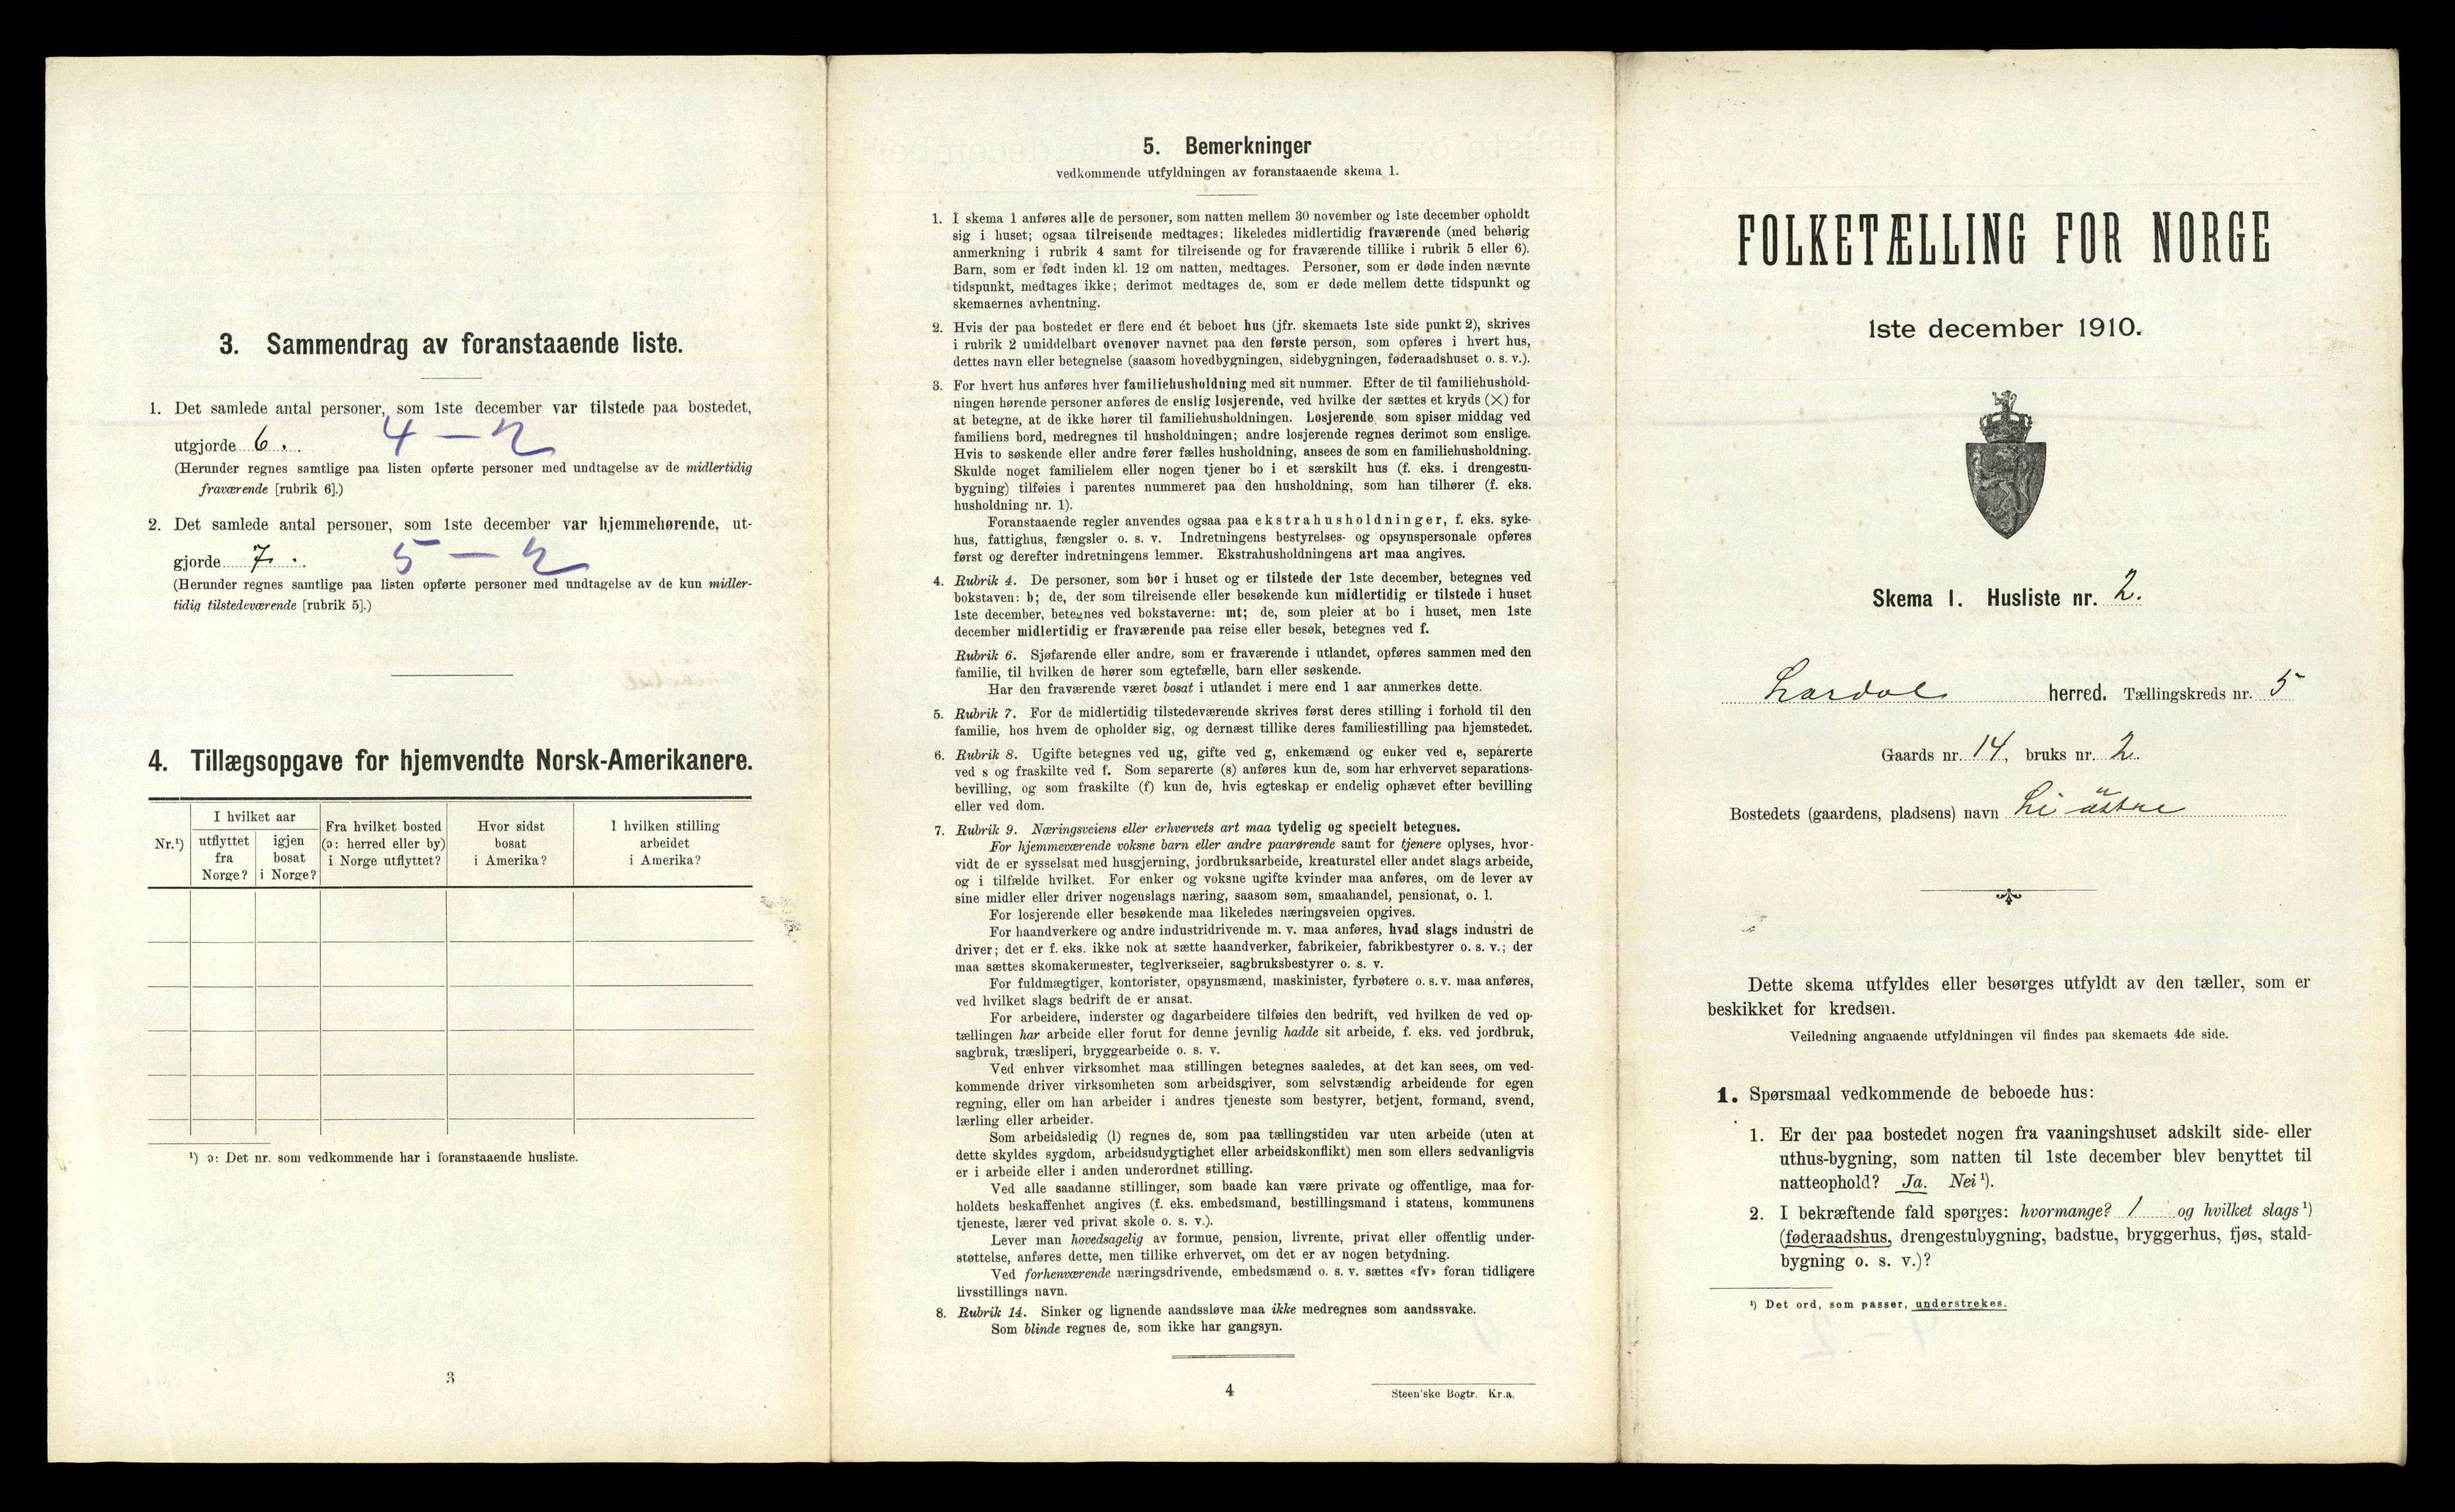 3. Sammendrag av foranstaaende liste.
1. Det samlede antal personer, som 1ste december var tilstede paa bostedet,
utgjorde 6. 4 – 2
(Herunder regnes samtlige paa listen opførte personer med undtagelse av de midlertidig
fraværende [rubrik 6].)
2. Det samlede antal personer, som 1ste december var hjemmehørende, ut-
gjorde 7. 5 – 2
(Herunder regnes samtlige paa listen opførte personer med undtagelse av de kun midler-
tidig tilstedeværende [rubrik 5].)
4. Tillægsopgave for hjemvendte Norsk-Amerikanere.
Nr.¹)
I hvilket aar
utflyttet
fra
Norge?
igjen
bosat
i Norge?
Fra hvilket bosted
(ɔ: herred eller by)
i Norge utflyttet?
Hvor sidst
bosat
i Amerika?
I hvilken stilling
arbeidet
i Amerika?
¹) ɔ: Det nr. som vedkommende har i foranstaaende husliste.
3
5. Bemerkninger
vedkommende utfyldningen av foranstaaende skema 1.
1. I skema 1 anføres alle de personer, som natten mellem 30 november og 1ste december opholdt
sig i huset; ogsaa tilreisende medtages; likeledes midlertidig fraværende (med behørig
anmerkning i rubrik 4 samt for tilreisende og for fraværende tillike i rubrik 5 eller 6).
Barn, som er født inden kl. 12 om natten, medtages. Personer, som er døde inden nævnte
tidspunkt, medtages ikke; derimot medtages de, som er døde mellem dette tidspunkt og
skemaernes avhentning.
2. Hvis der paa bostedet er flere end ét beboet hus (jfr. skemaets 1ste side punkt 2), skrives
i rubrik 2 umiddelbart ovenover navnet paa den første person, som opføres i hvert hus,
dettes navn eller betegnelse (saasom hovedbygningen, sidebygningen, føderaadshuset o. s. v.).
3. For hvert hus anføres hver familiehusholdning med sit nummer. Efter de til familiehushold-
ningen hørende personer anføres de enslig losjerende, ved hvilke der sættes et kryds (×) for
at betegne, at de ikke hører til familiehusholdningen. Losjerende som spiser middag ved
familiens bord, medregnes til husholdningen; andre losjerende regnes derimot som enslige.
Hvis to søskende eller andre fører fælles husholdning, ansees de som en familiehusholdning.
Skulde noget familielem eller nogen tjener bo i et særskilt hus (f. eks. i drengestu-
bygning) tilføies i parentes nummeret paa den husholdning, som han tilhører (f. eks.
husholdning nr. 1).
Foranstaaende regler anvendes ogsaa paa ekstrahusholdninger, f. eks. syke-
hus, fattighus, fængsler o. s. v. Indretningens bestyrelses- og opsynspersonale opføres
først og derefter indretningens lemmer. Ekstrahusholdningens art maa angives.
4. Rubrik 4. De personer, som bor i huset og er tilstede der 1ste december, betegnes ved
bokstaven: b; de, der som tilreisende eller besøkende kun midlertidig er tilstede i huset
1ste december, betegnes ved bokstaverne: mt; de, som pleier at bo i huset, men 1ste
december midlertidig er fraværende paa reise eller besøk, betegnes ved f.
Rubrik 6. Sjøfarende eller andre, som er fraværende i utlandet, opføres sammen med den
familie, til hvilken de hører som egtefælle, barn eller søskende.
Har den fraværende været bosat i utlandet i mere end 1 aar anmerkes dette.
5. Rubrik 7. For de midlertidig tilstedeværende skrives først deres stilling i forhold til den
familie, hos hvem de opholder sig, og dernæst tillike deres familiestilling paa hjemstedet.
6. Rubrik 8. Ugifte betegnes ved ug, gifte ved g, enkemænd og enker ved e, separerte
ved s og fraskilte ved f. Som separerte (s) anføres kun de, som har erhvervet separations-
bevilling, og som fraskilte (f) kun de, hvis egteskap er endelig ophævet efter bevilling
eller ved dom.
7. Rubrik 9. Næringsveiens eller erhvervets art maa tydelig og specielt betegnes.
For hjemmeværende voksne barn eller andre paarørende samt for tjenere oplyses, hvor-
vidt de er sysselsat med husgjerning, jordbruksarbeide, kreaturstel eller andet slags arbeide,
og i tilfælde hvilket. For enker og voksne ugifte kvinder maa anføres, om de lever av
sine midler eller driver nogenslags næring, saasom søm, smaahandel, pensionat, o. l.
For losjerende eller besøkende maa likeledes næringsveien opgives.
For haandverkere og andre industridrivende m. v. maa anføres, hvad slags industri de
driver; det er f. eks. ikke nok at sætte haandverker, fabrikeier, fabrikbestyrer o. s. v.; der
maa sættes skomakermester, teglverkseier, sagbruksbestyrer o. s. v.
For fuldmægtiger, kontorister, opsynsmænd, maskinister, fyrbøtere o. s. v. maa anføres,
ved hvilket slags bedrift de er ansat.
For arbeidere, inderster og dagarbeidere tilføies den bedrift, ved hvilken de ved op-
tællingen har arbeide eller forut for denne jevnlig hadde sit arbeide, f. eks. ved jordbruk,
sagbruk, træsliperi, bryggearbeide o. s. v.
Ved enhver virksomhet maa stillingen betegnes saaledes, at det kan sees, om ved-
kommende driver virksomheten som arbeidsgiver, som selvstændig arbeidende for egen
regning, eller om han arbeider i andres tjeneste som bestyrer, betjent, formand, svend,
lærling eller arbeider.
Som arbeidsledig (l) regnes de, som paa tællingstiden var uten arbeide (uten at
dette skyldes sygdom, arbeidsudygtighet eller arbeidskonflikt) men som ellers sedvanligvis
er i arbeide eller i anden underordnet stilling.
Ved alle saadanne stillinger, som baade kan være private og offentlige, maa for-
holdets beskaffenhet angives (f. eks. embedsmand, bestillingsmand i statens, kommunens
tjeneste, lærer ved privat skole o. s. v.).
Lever man hovedsagelig av formue, pension, livrente, privat eller offentlig under-
støttelse, anføres dette, men tillike erhvervet, om det er av nogen betydning.
Ved forhenværende næringsdrivende, embedsmænd o. s. v. sættes «fv» foran tidligere
livsstillings navn.
8. Rubrik 14. Sinker og lignende aandssløve maa ikke medregnes som aandssvake.
Som blinde regnes de, som ikke har gangsyn.
4
Steen'ske Bogtr. Kr.a.
FOLKETÆLLING FOR NORGE
1ste december 1910.
Skema 1. Husliste nr. 2.
Lardal herred. Tællingskreds nr. 5
Gaards nr. 14, bruks nr. 2.
Bostedets (gaardens, pladsens) navn Li
Dette skema utfyldes eller besørges utfyldt av den tæller, som er
beskikket for kredsen.
Veiledning angaaende utfyldningen vil findes paa skemaets 4de side.
1. Spørsmaal vedkommende de beboede hus:
1. Er der paa bostedet nogen fra vaaningshuset adskilt side- eller
uthus-bygning, som natten til 1ste december blev benyttet til
natteophold? Ja. Nei ¹).
2. I bekræftende fald spørges: hvormange? 1 og hvilket slags ¹)
(føderaadshus, drengestubygning, badstue, bryggerhus, fjøs, stald-
bygning o. s. v.)?
¹) Det ord, som passer, understrekes.